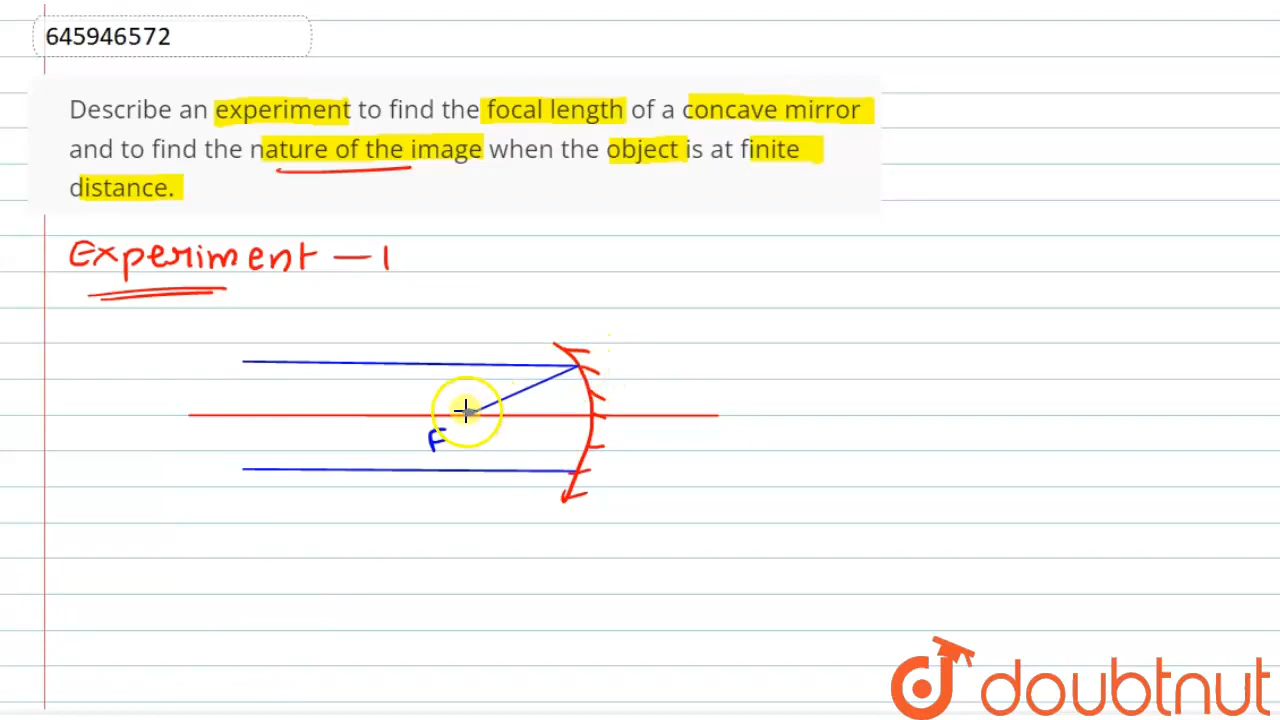 645946572
Describe an experiment to find the focal length of a concave mirror
and to find the nature of the image when the object is at finite
distance.
Experiment - 1
F
doubtnut